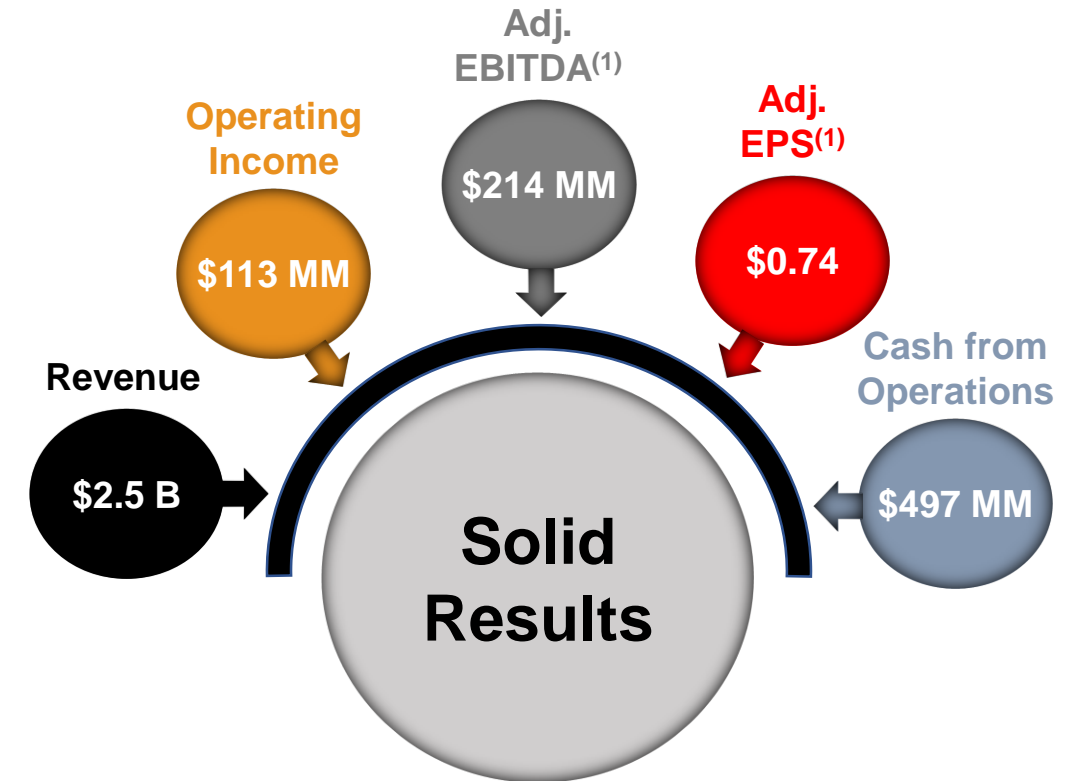 Revenue
$2.5 B
Operating
Income
$113 MM
Adj.
EBITDA(1)
$214 MM
Adj.
EPS(1)
$0.74
Cash from
Operations
$497 MM
Solid
Results